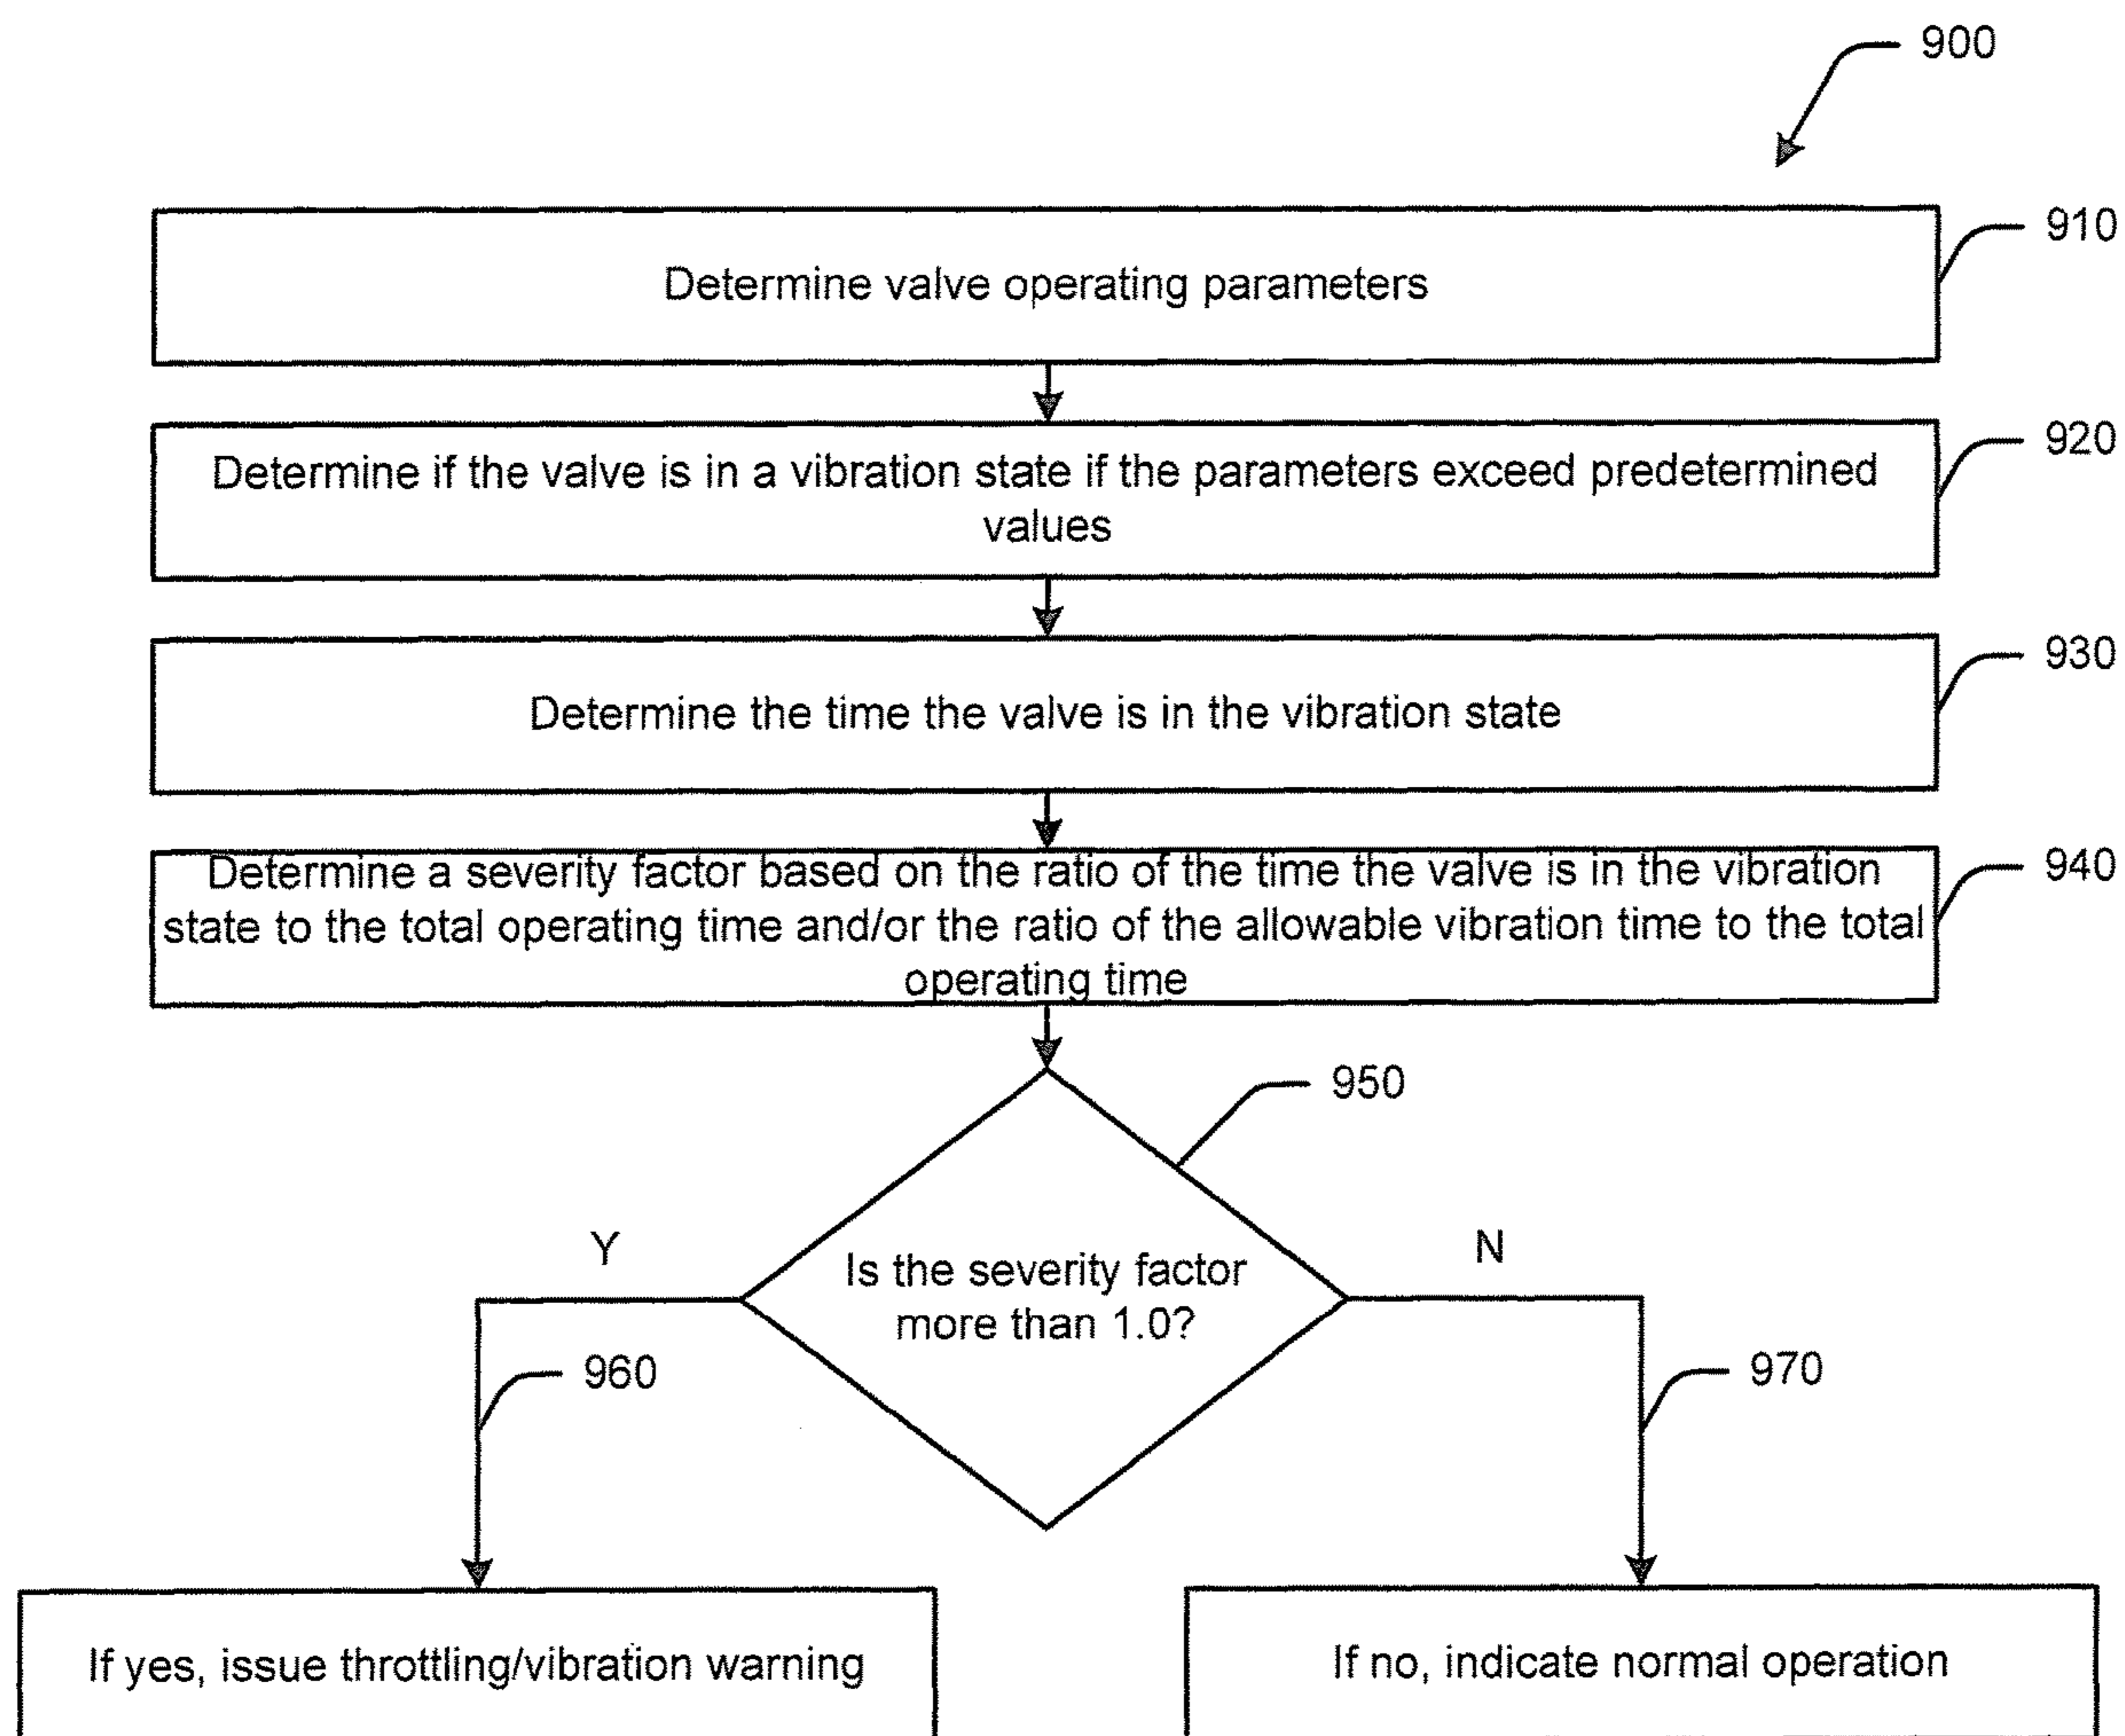 900
Determine valve operating parameters
910
Determine if the valve is in a vibration state if the parameters exceed predetermined
values
920
Determine the time the valve is in the vibration state
930
Determine a severity factor based on the ratio of the time the valve is in the vibration
state to the total operating time and/or the ratio of the allowable vibration time to the total
operating time
940
950
Y
Is the severity factor
more than 1.0?
N
960
970
If yes, issue throttling/vibration warning
If no, indicate normal operation